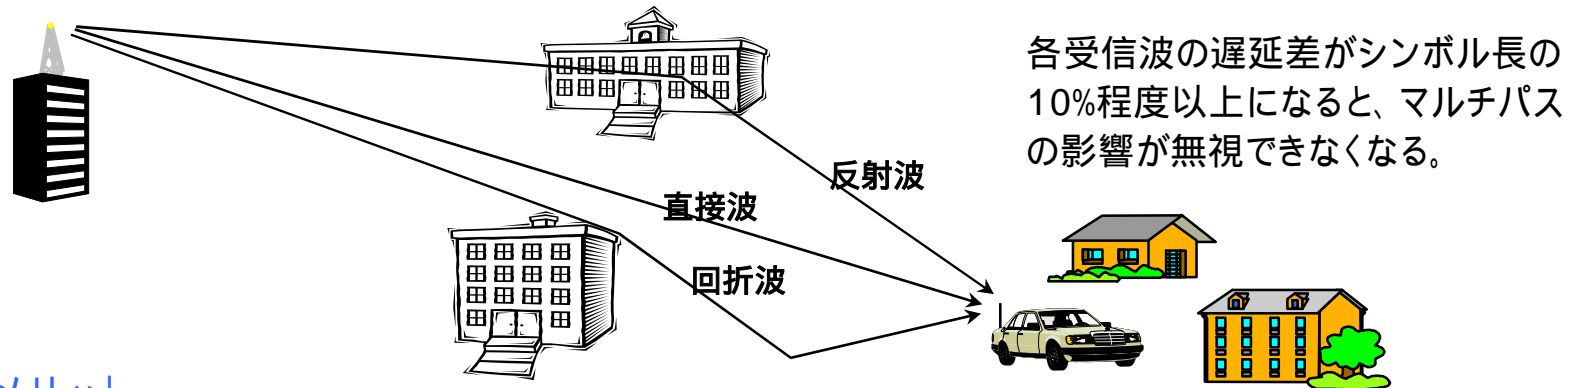 各受信波の遅延差がシンボル長の
10%程度以上になると、マルチパス
の影響が無視できなくなる。
反射波
直接波
回折波